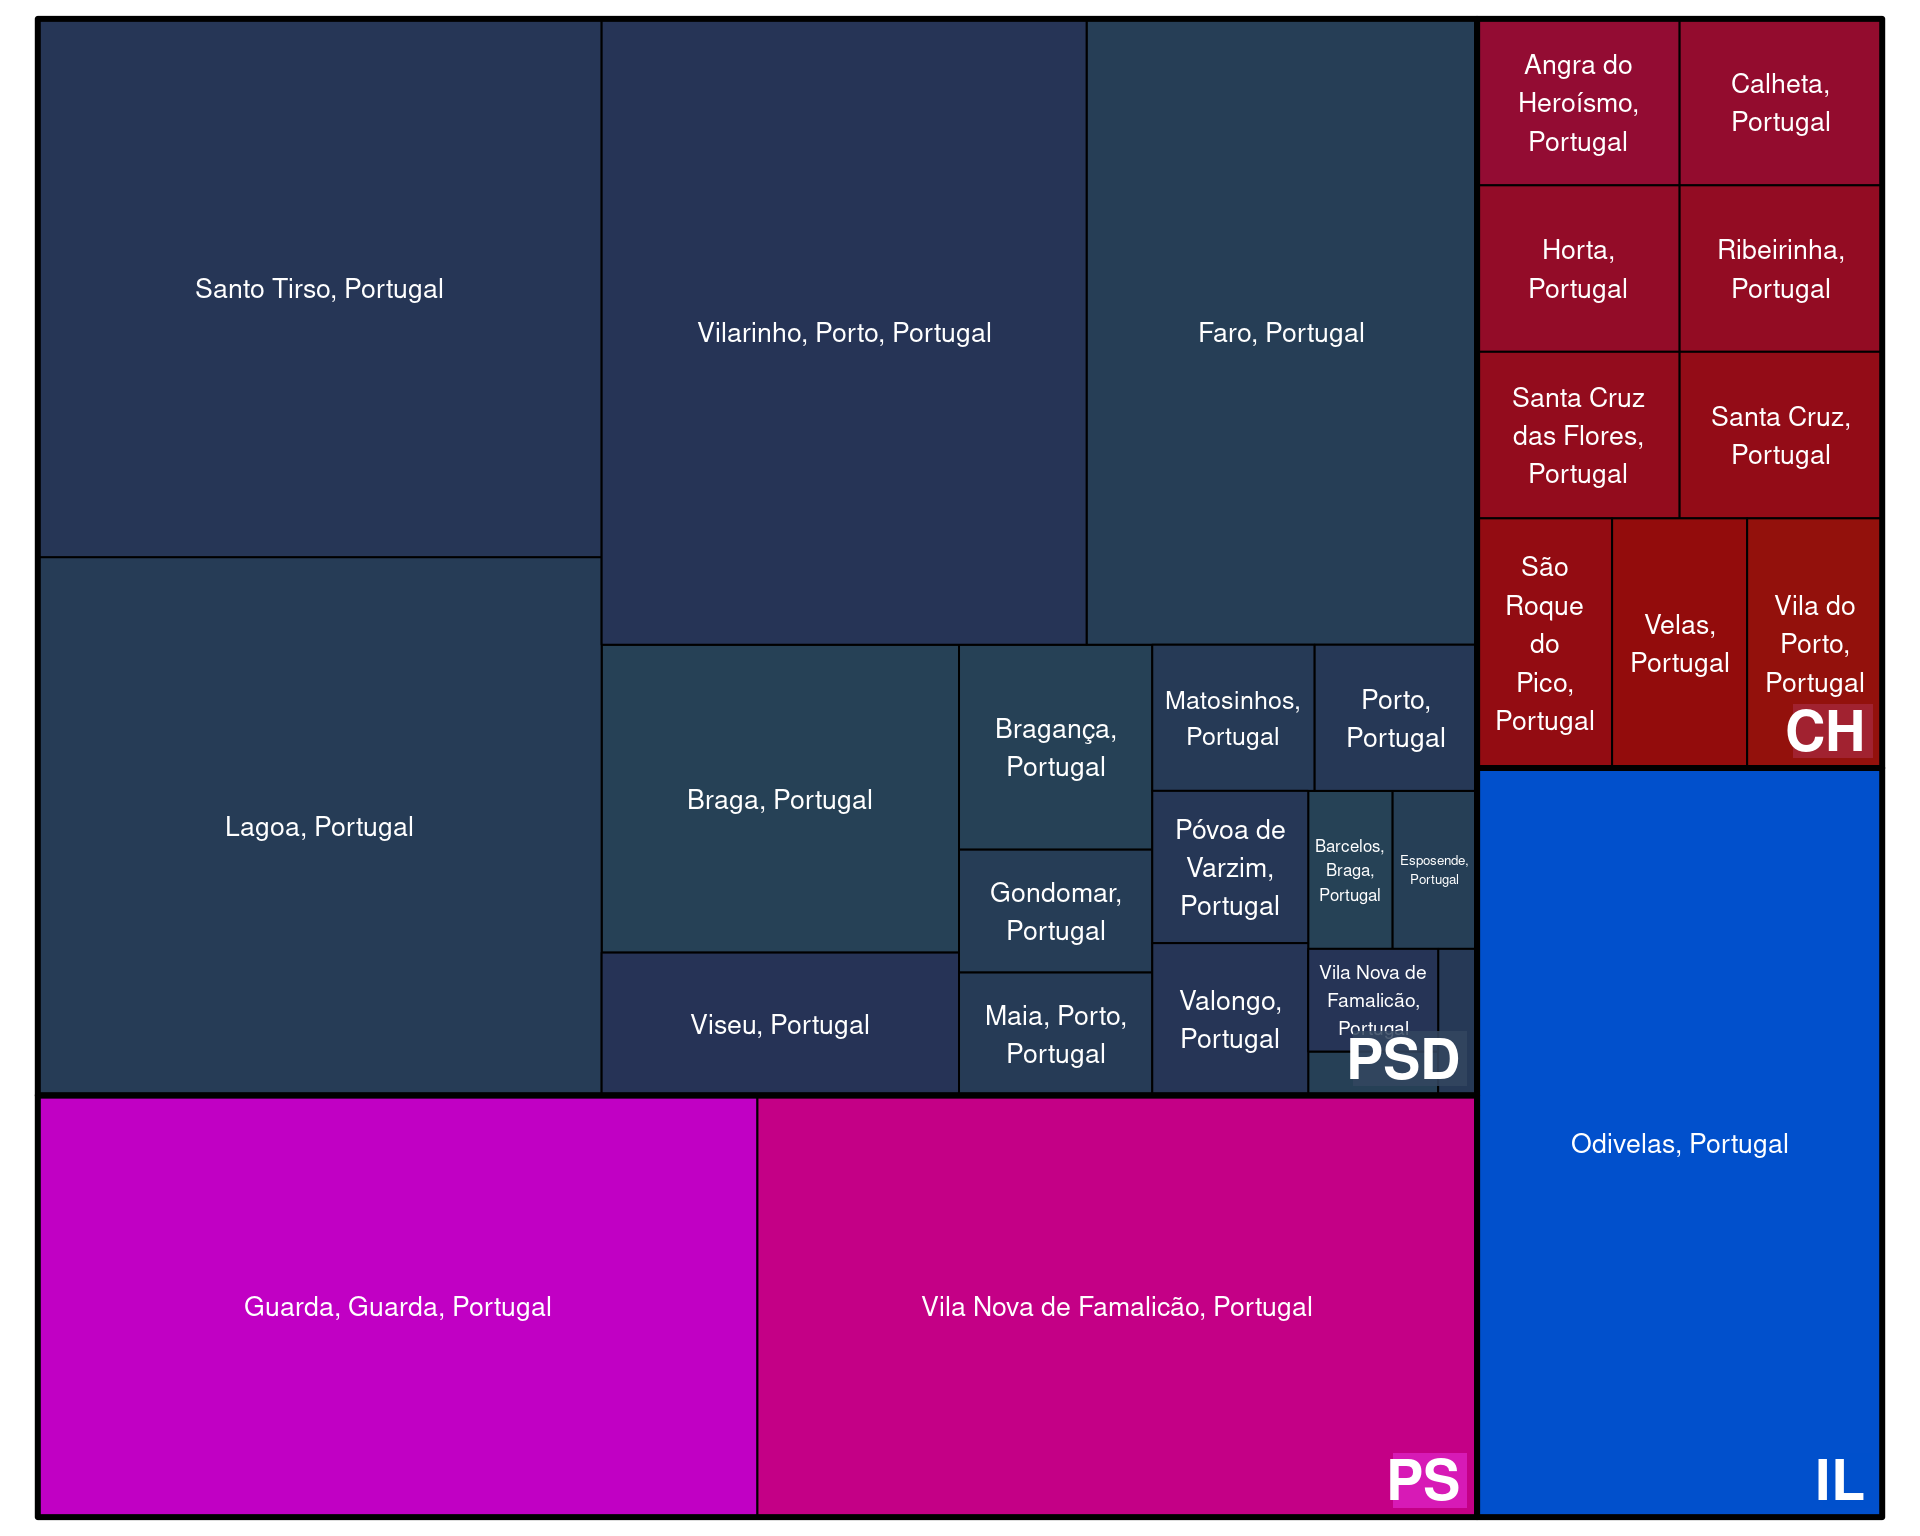 Santo Tirso, Portugal
Vilarinho, Porto, Portugal
Faro, Portugal
Lagoa, Portugal
Braga, Portugal
Viseu, Portugal
Bragança,
Portugal
Gondomar,
Portugal
Maia, Porto,
Portugal
Matosinhos,
Portugal
Porto,
Portugal
Póvoa de
Varzim,
Portugal
Valongo,
Portugal
Barcelos,
Braga,
Portugal
Esposende,
Portugal
Vila Nova de
Famalicão,
Portugal
PSD
Angra do
Heroísmo,
Portugal
Calheta,
Portugal
Horta,
Portugal
Ribeirinha,
Portugal
Santa Cruz
das Flores,
Portugal
Santa Cruz,
Portugal
São
Roque
do
Pico,
Portugal
Velas,
Portugal
Vila do
Porto,
Portugal
CH
Guarda, Guarda, Portugal
Vila Nova de Famalicão, Portugal
PS
Odivelas, Portugal
IL